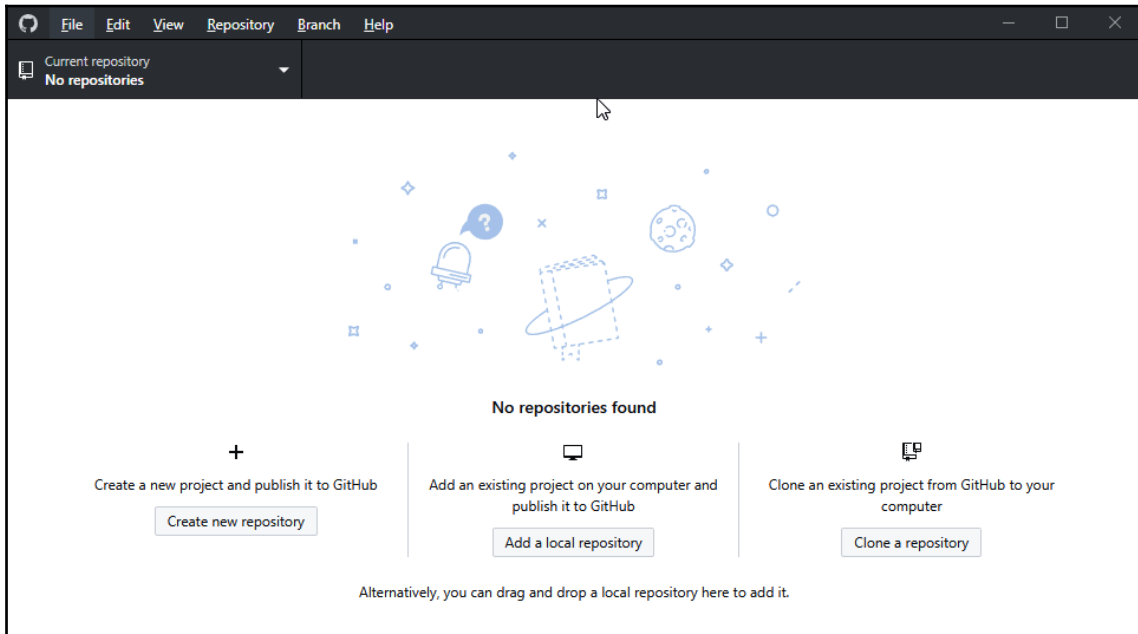 File Edit View Repository Branch Help
Current repository
No repositories
?
No repositories found
Create a new project and publish it to GitHub
Create new repository
Add an existing project on your computer and
publish it to GitHub
Add a local repository
Clone an existing project from GitHub to your
computer
Clone a repository
Alternatively, you can drag and drop a local repository here to add it.